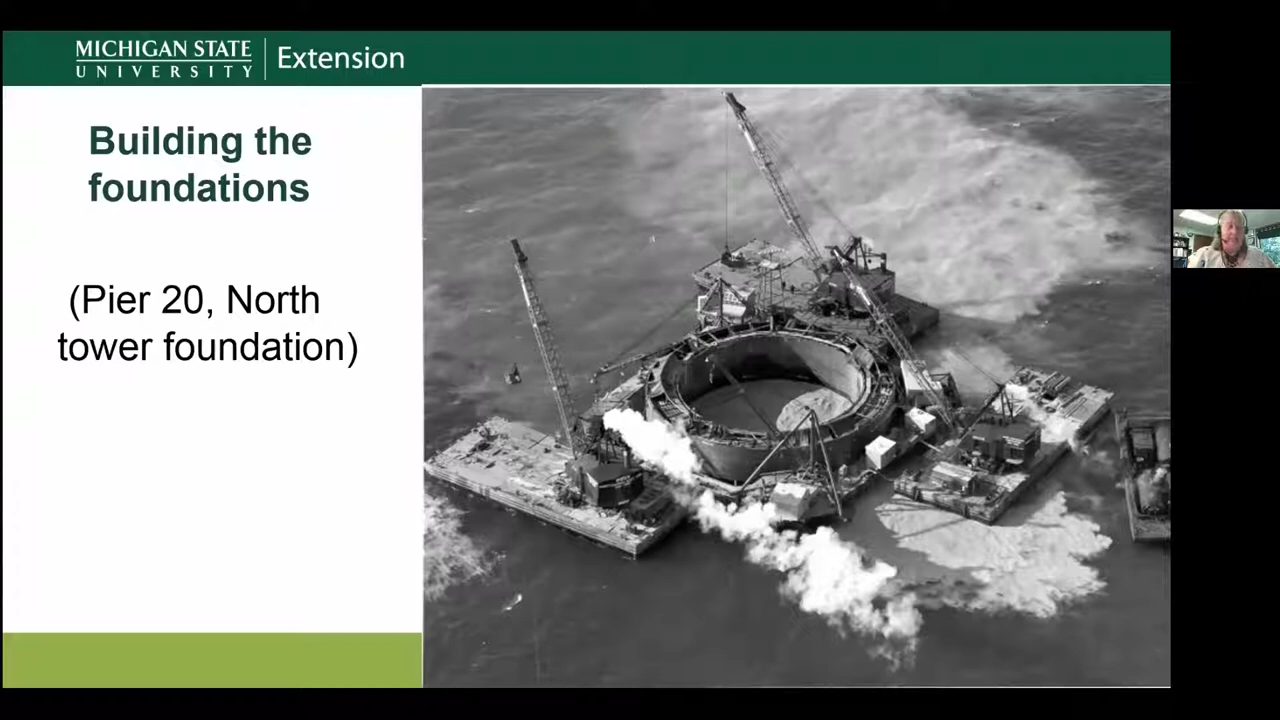 MICHIGAN STATE
UNIVERSITY
Extension
Building the
foundations
(Pier 20, North
tower foundation)